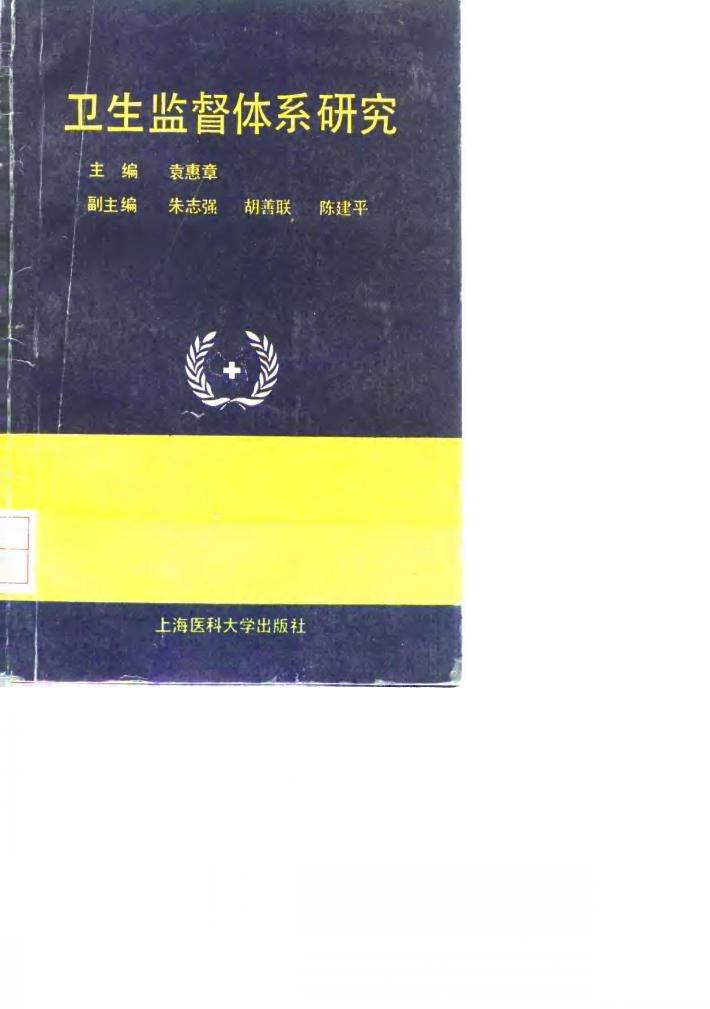 卫生监督体系研究
主 编 袁惠章
副主编 朱志强 胡善联 陈建平
上海医科大学出版社